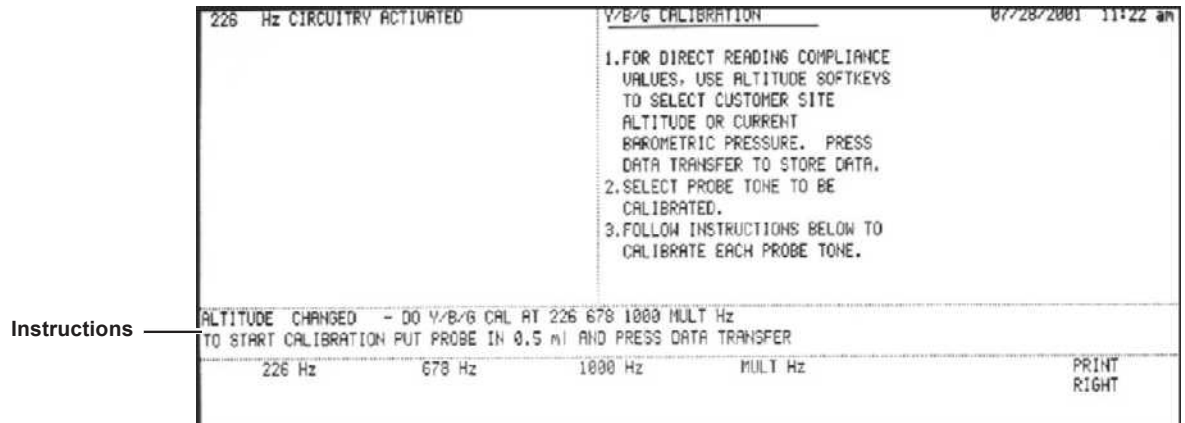 226 Hz CIRCUITRY ACTIVATED
Y/B/G CALIBRATION
07/28/2001 11:22 am
1.FOR DIRECT READING COMPLIANCE
VALUES, USE ALTITUDE SOFTKEYS
TO SELECT CUSTOMER SITE
ALTITUDE OR CURRENT
BAROMETRIC PRESSURE. PRESS
DATA TRANSFER TO STORE DATA.
2.SELECT PROBE TONE TO BE
CALIBRATED.
3.FOLLOW INSTRUCTIONS BELOW TO
CALIBRATE EACH PROBE TONE.
ALTITUDE CHANGED - DO Y/B/G CAL AT 226 678 1000 MULT Hz
Instructions
TO START CALIBRATION PUT PROBE IN 0.5 ml AND PRESS DATA TRANSFER
226 Hz 678 Hz 1000 Hz MULT Hz PRINT
RIGHT